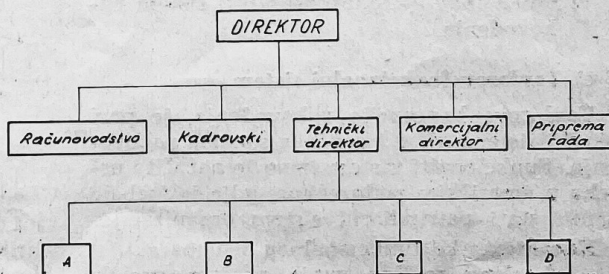 DIREKTOR
Računovodstvo
Kadrovski
Tehnički
direktor
Komercijalni
direktor
Priprema
rada
A
B
C
D